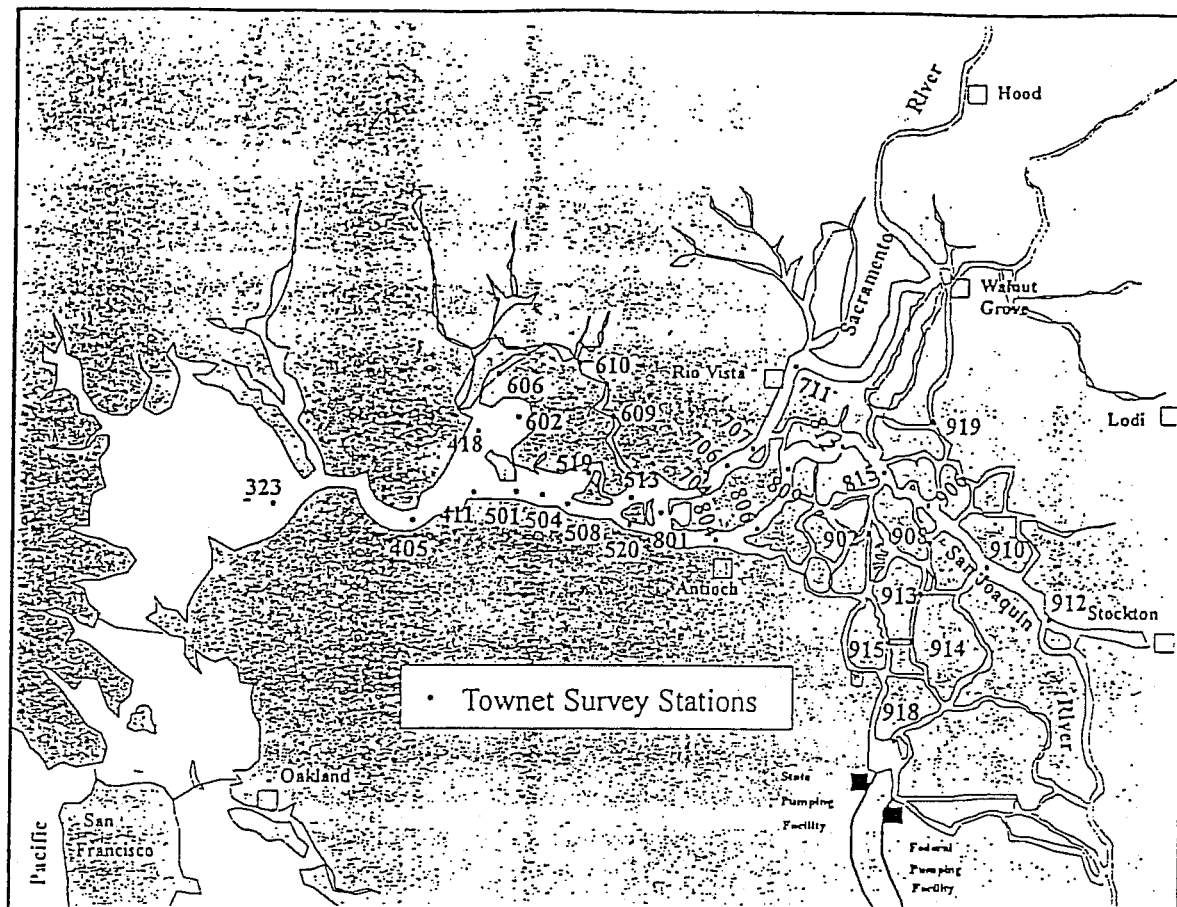 River
Hood
Sacramento
Walnut
Grove
610
Rio Vista
606
711
609
602
707
919
Lodi
418
706
519
513
815
323
411
501
504
508
520
801
804
902
908
910
405
Antioch
San Joaquin
913
912
Stockton
915
914
• Townet Survey Stations
918
River
Oakland
State
Pumping
Facility
San
Francisco
Federal
Pumping
Facility
Pacific